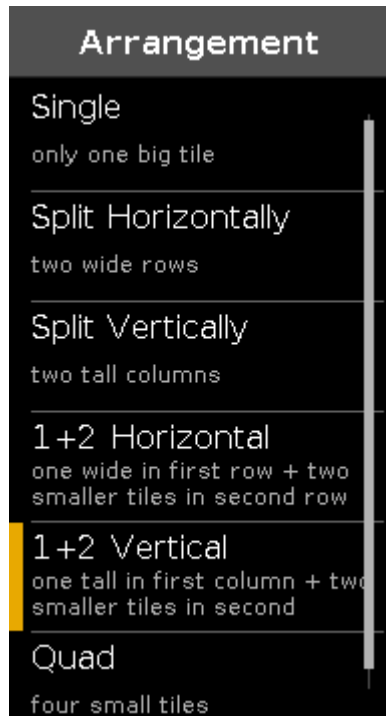 Arrangement
Single
only one big tile
Split Horizontally
two wide rows
Split Vertically
two tall columns
1+2 Horizontal
one wide in first row + two
smaller tiles in second row
1+2 Vertical
one tall in first column + two
smaller tiles in second
Quad
four small tiles